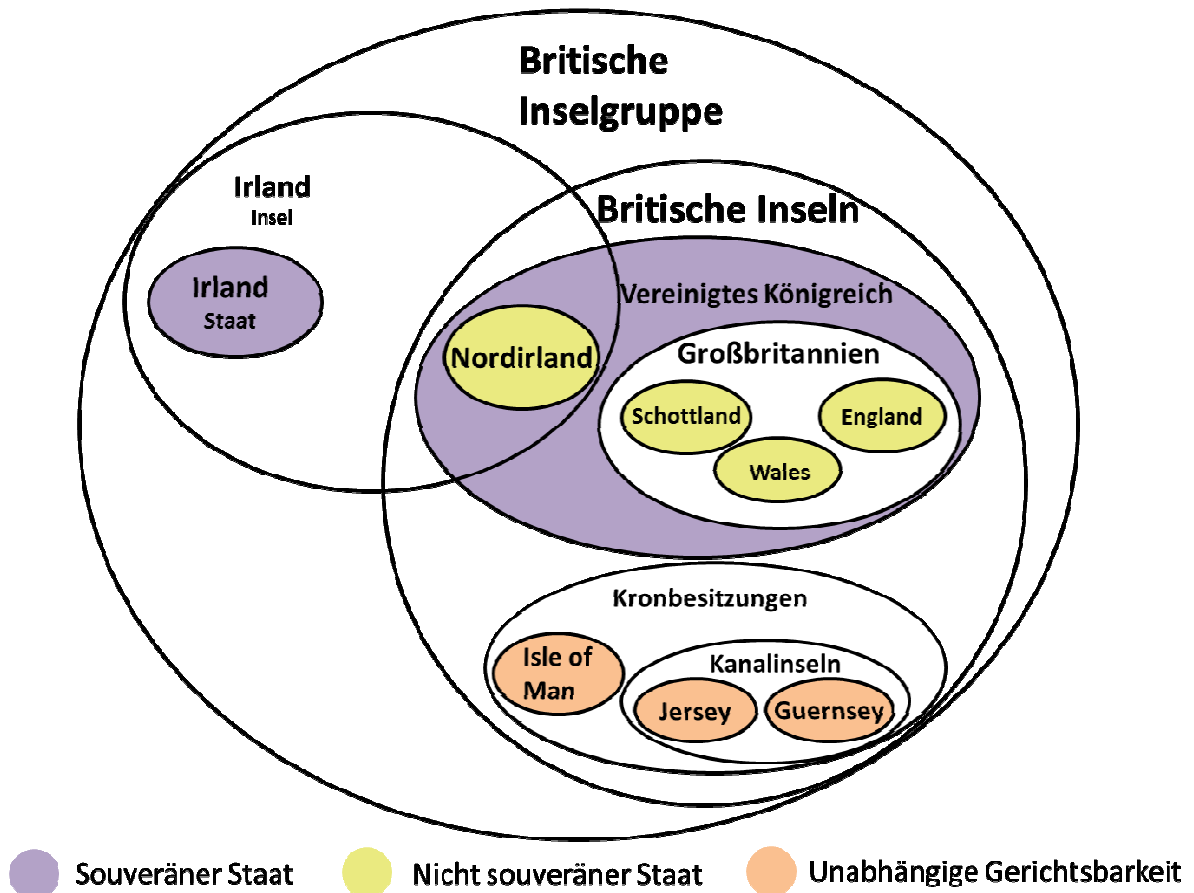 Britische
Inselgruppe
Irland
Insel
Britische Inseln
Irland
Staat
Vereinigtes Königreich
Nordirland
Großbritannien
Schottland
England
Wales
Kronbesitzungen
Isle of
Man
Kanalinseln
Jersey
Guernsey
Souveräner Staat
Nicht souveräner Staat
Unabhängige Gerichtsbarkeit